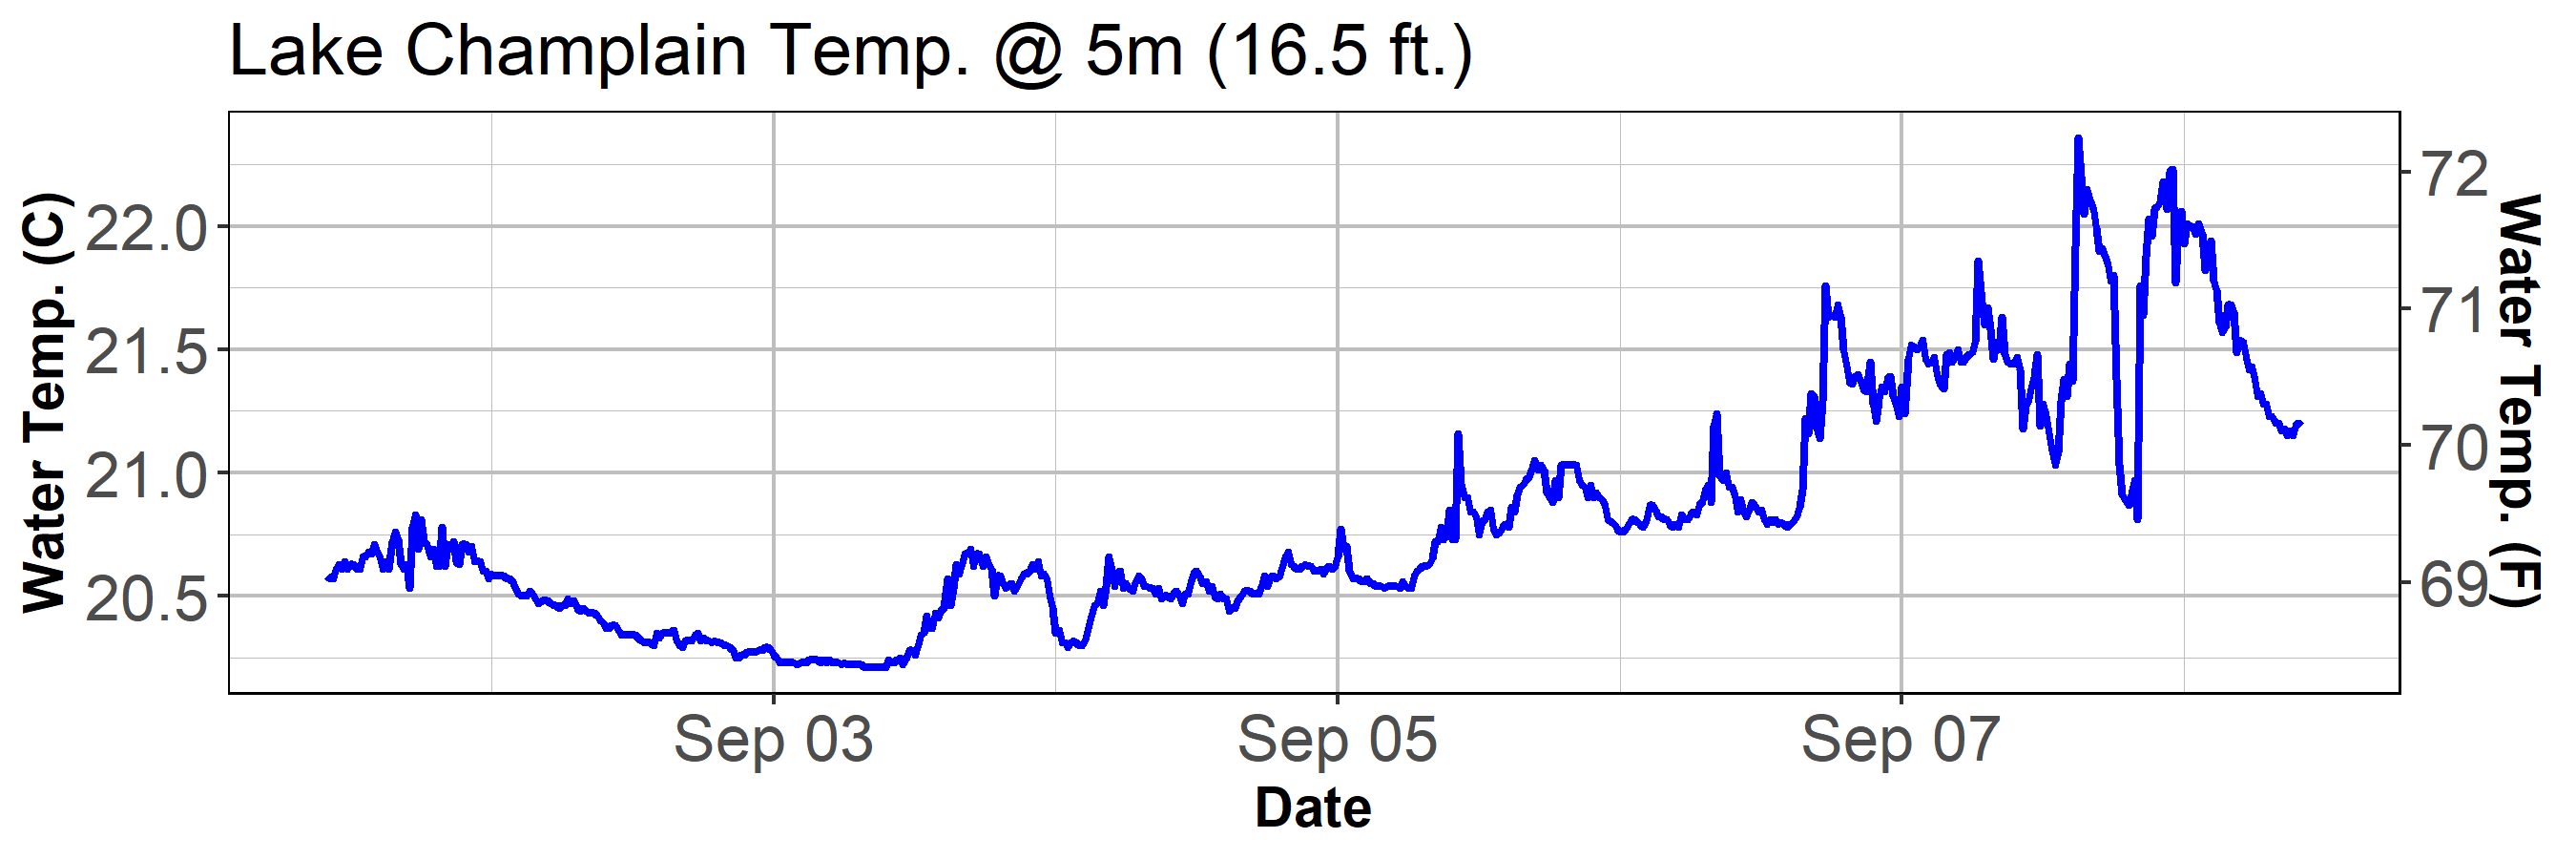 Lake Champlain Temp. @ 5m (16.5 ft.)
Water Temp. (C)
22.0
21.5
21.0
20.5
72
71
70
69
Water Temp. (F)
Sep 03 Sep 05 Sep 07
Date